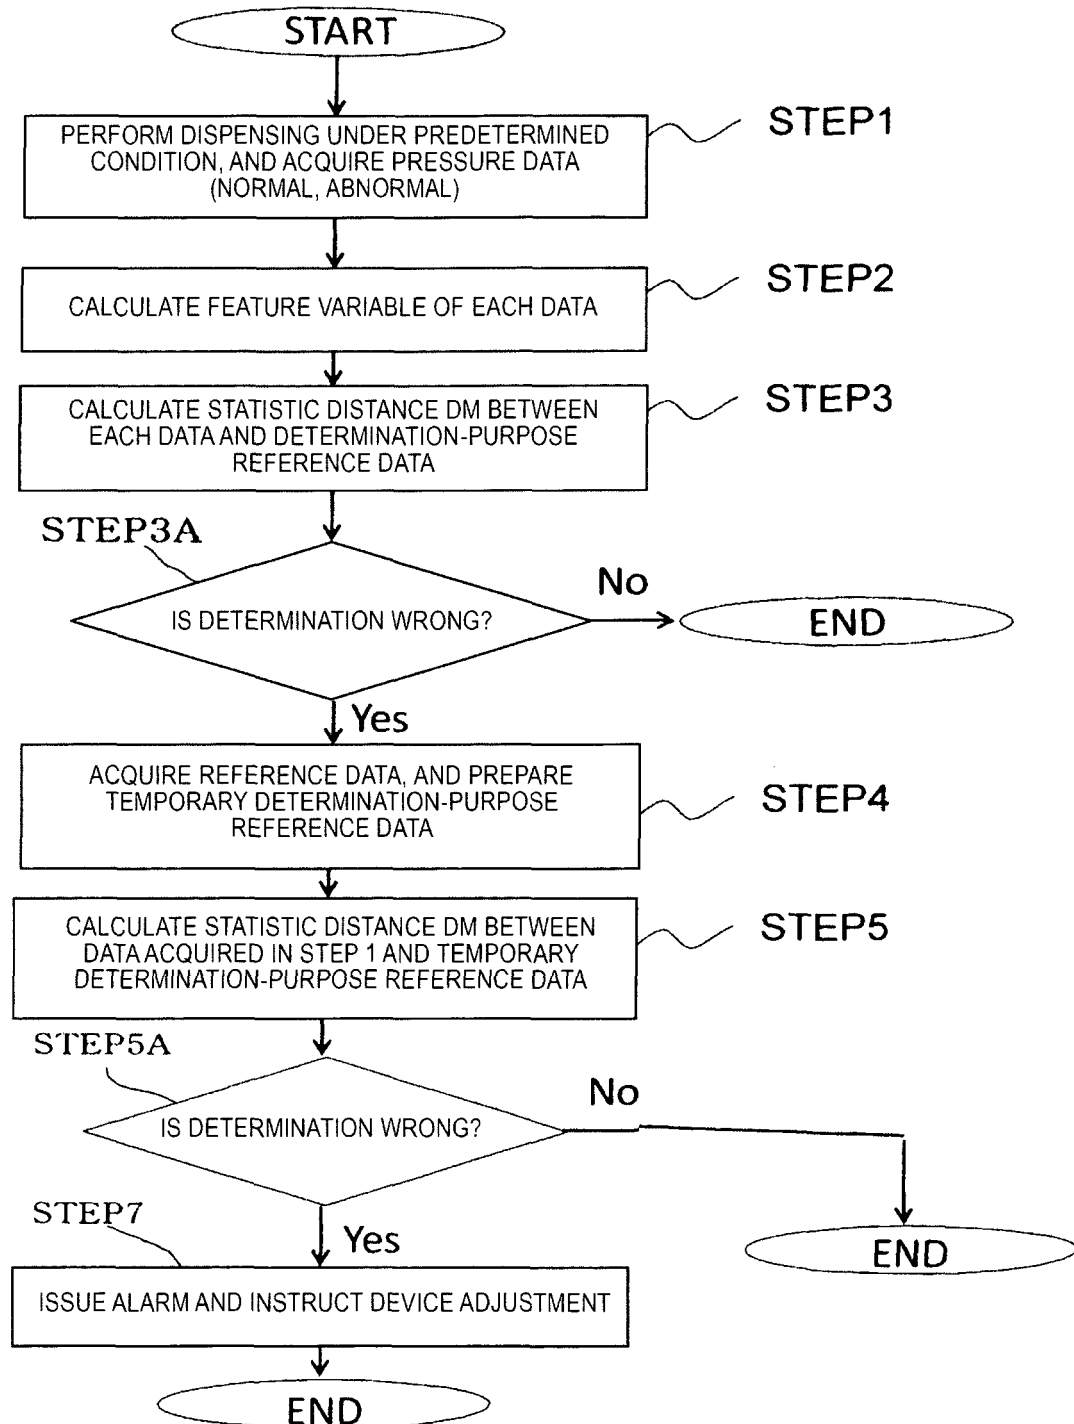 START
PERFORM DISPENSING UNDER PREDETERMINED
CONDITION, AND ACQUIRE PRESSURE DATA
(NORMAL, ABNORMAL)
STEP1
CALCULATE FEATURE VARIABLE OF EACH DATA
STEP2
CALCULATE STATISTIC DISTANCE DM BETWEEN
EACH DATA AND DETERMINATION-PURPOSE
REFERENCE DATA
STEP3
STEP3A
IS DETERMINATION WRONG?
No
END
Yes
ACQUIRE REFERENCE DATA, AND PREPARE
TEMPORARY DETERMINATION-PURPOSE
REFERENCE DATA
STEP4
CALCULATE STATISTIC DISTANCE DM BETWEEN
DATA ACQUIRED IN STEP 1 AND TEMPORARY
DETERMINATION-PURPOSE REFERENCE DATA
STEP5
STEP5A
IS DETERMINATION WRONG?
No
END
STEP7
Yes
ISSUE ALARM AND INSTRUCT DEVICE ADJUSTMENT
END